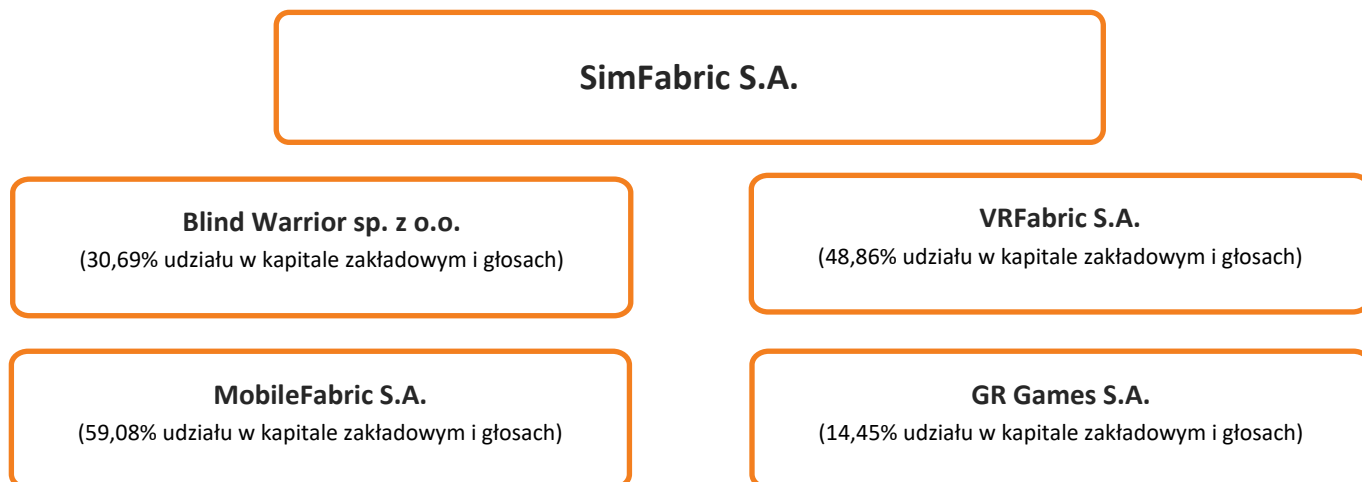 SimFabric S.A.
Blind Warrior sp. z o.o.
(30,69% udziału w kapitale zakładowym i głosach)
VRFabric S.A.
(48,86% udziału w kapitale zakładowym i głosach)
MobileFabric S.A.
(59,08% udziału w kapitale zakładowym i głosach)
GR Games S.A.
(14,45% udziału w kapitale zakładowym i głosach)